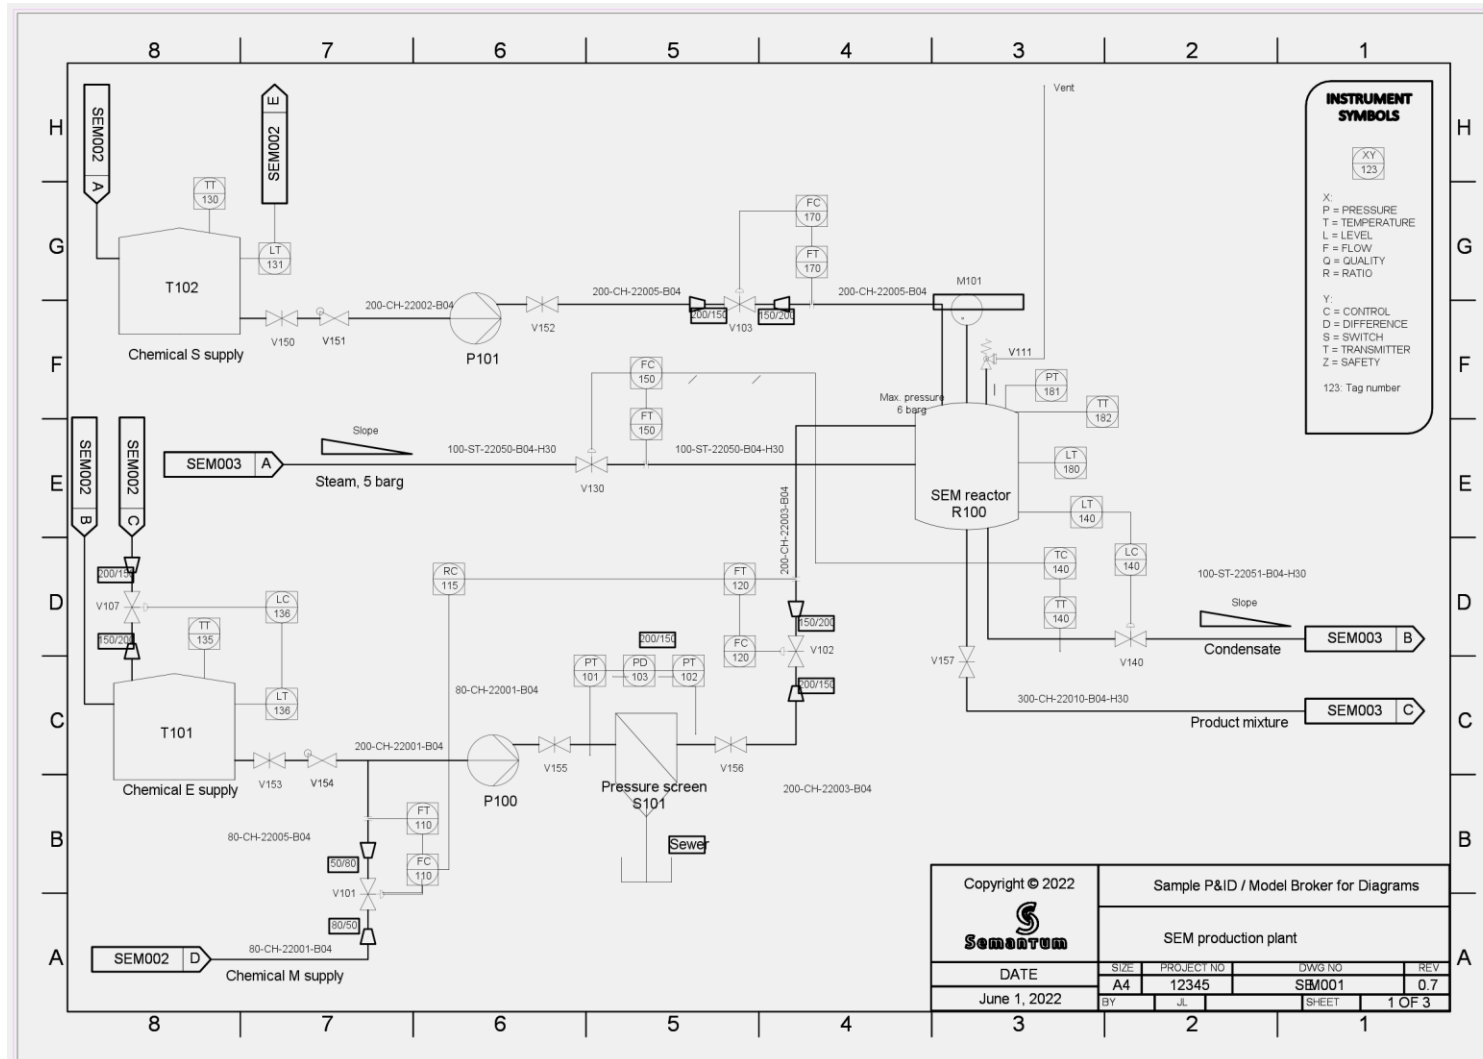 8 7 6 5 4 3 2 1
H
G
F
E
D
C
B
A
SEM002 A
SEM002 E
TT 130
LT 131
T102
Chemical S supply
V150
V151
200-CH-22002-B04
P101
V152
200-CH-22005-B04
200/150
V103
150/200
FC 170
FT 170
200-CH-22005-B04
M101
Vent
V111
Max. pressure
6 barg
PT 181
TT 182
LT 180
SEM reactor
R100
LT 140
LC 140
TC 140
TT 140
V140
100-ST-22051-B04-H30
Slope
Condensate
SEM003 B
V157
300-CH-22010-B04-H30
Product mixture
SEM003 C
FC 150
FT 150
SEM003 A
Slope
Steam, 5 barg
100-ST-22050-B04-H30
V130
100-ST-22050-B04-H30
200-CH-22003-B04
SEM002 B
SEM002 C
200/150
V107
150/200
LC 136
TT 135
LT 136
T101
Chemical E supply
V153
V154
200-CH-22001-B04
RC 115
FT 120
FC 120
150/200
V102
200/150
200/150
PT 101
PD 103
PT 102
80-CH-22001-B04
P100
V155
Pressure screen
S101
V156
200-CH-22003-B04
Sewer
80-CH-22005-B04
FT 110
FC 110
50/80
V101
80/50
80-CH-22001-B04
SEM002 D
Chemical M supply
INSTRUMENT
SYMBOLS
XY
123
X:
P = PRESSURE
T = TEMPERATURE
L = LEVEL
F = FLOW
Q = QUALITY
R = RATIO
Y:
C = CONTROL
D = DIFFERENCE
S = SWITCH
T = TRANSMITTER
Z = SAFETY
123: Tag number
Copyright © 2022
Semantum
DATE
June 1, 2022
Sample P&ID / Model Broker for Diagrams
SEM production plant
SIZE PROJECT NO DWG NO REV
A4 12345 SEM001 0.7
BY JL SHEET 1 OF 3
H
G
F
E
D
C
B
A
8 7 6 5 4 3 2 1